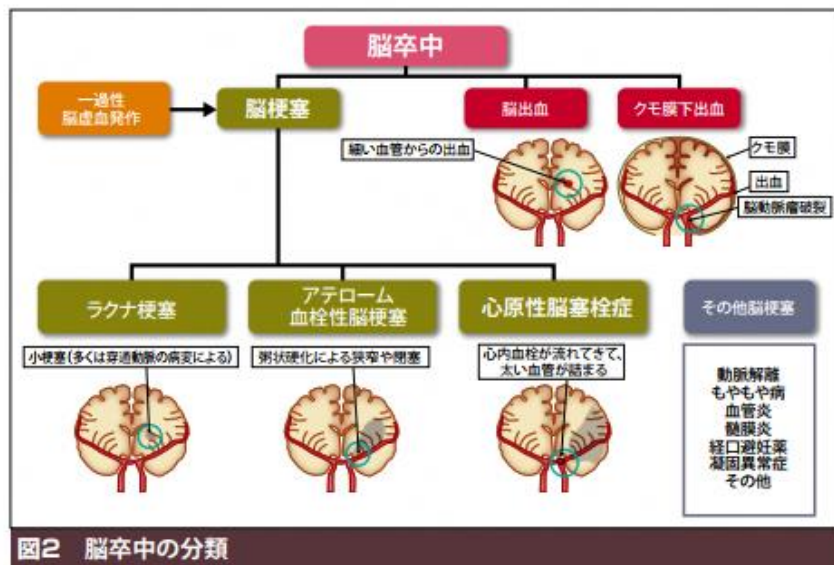 脳卒中
一過性
脳虚血発作
脳梗塞
脳出血
クモ膜下出血
細い血管からの出血
クモ膜
出血
脳動脈瘤破裂
ラクナ梗塞
アテローム
血栓性脳梗塞
心原性脳塞栓症
その他脳梗塞
小梗塞(多くは穿通動脈の病変による)
粥状硬化による狭窄や閉塞
心内血栓が流れてきて、
太い血管が詰まる
動脈解離
もやもや病
血管炎
髄膜炎
経口避妊薬
凝固異常症
その他
図2 脳卒中の分類